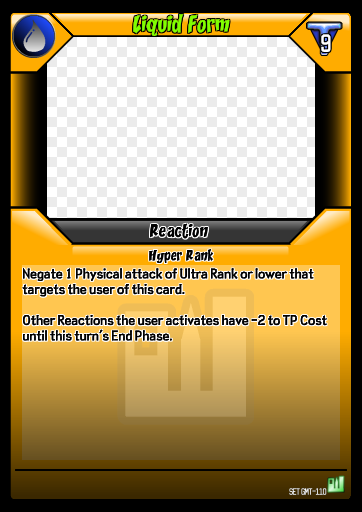 Liquid Form
9
Reaction
Hyper Rank
Negate 1 Physical attack of Ultra Rank or lower that
targets the user of this card.
Other Reactions the user activates have -2 to TP Cost
until this turn's End Phase.
SET GMT-110